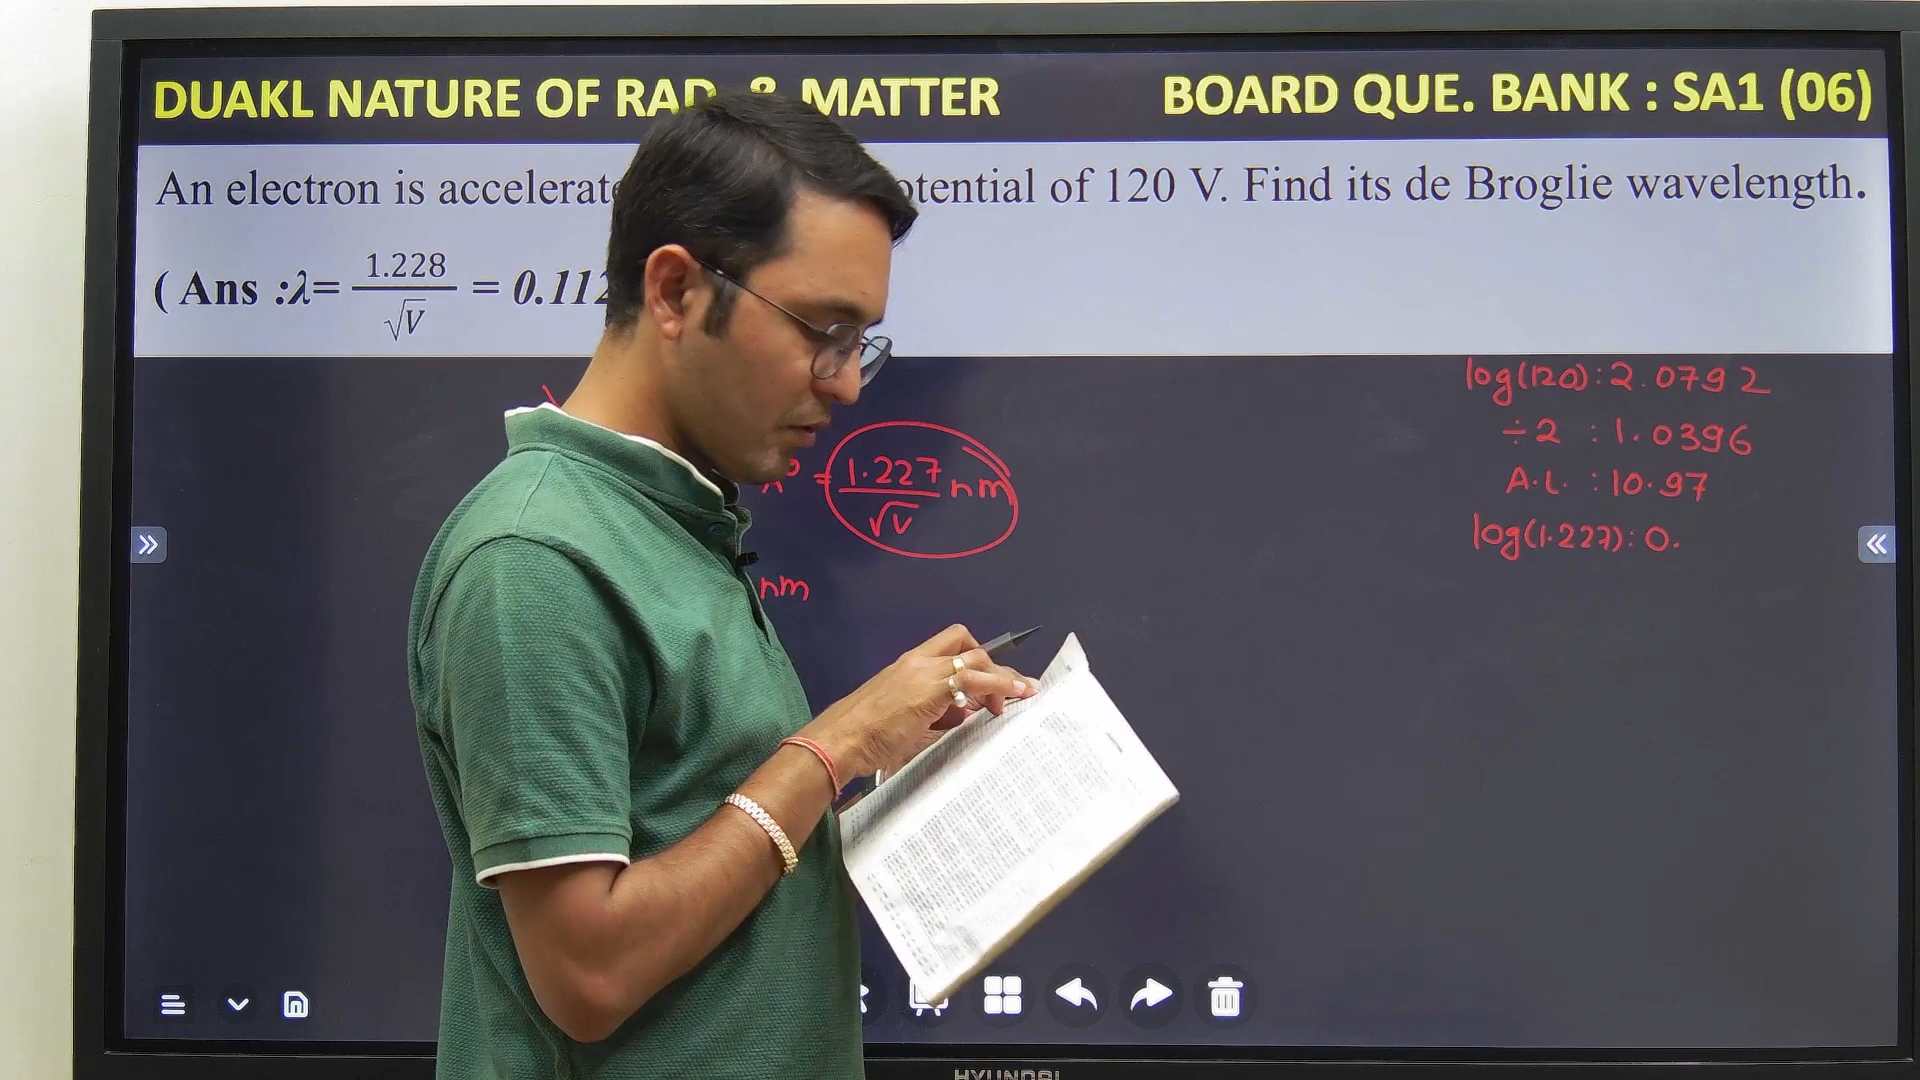 DUAKL NATURE OF RAD. & MATTER BOARD QUE. BANK : SA1 (06)
An electron is otential of 120 V. Find its de Broglie wavelength.
( Ans :λ= 1.228 / √V = 0.112
log(120) : 2.0792
÷2 : 1.0396
= 1.227 / √V nm
A.L. : 10.97
log(1.227) : 0.
nm
HYUNDAI